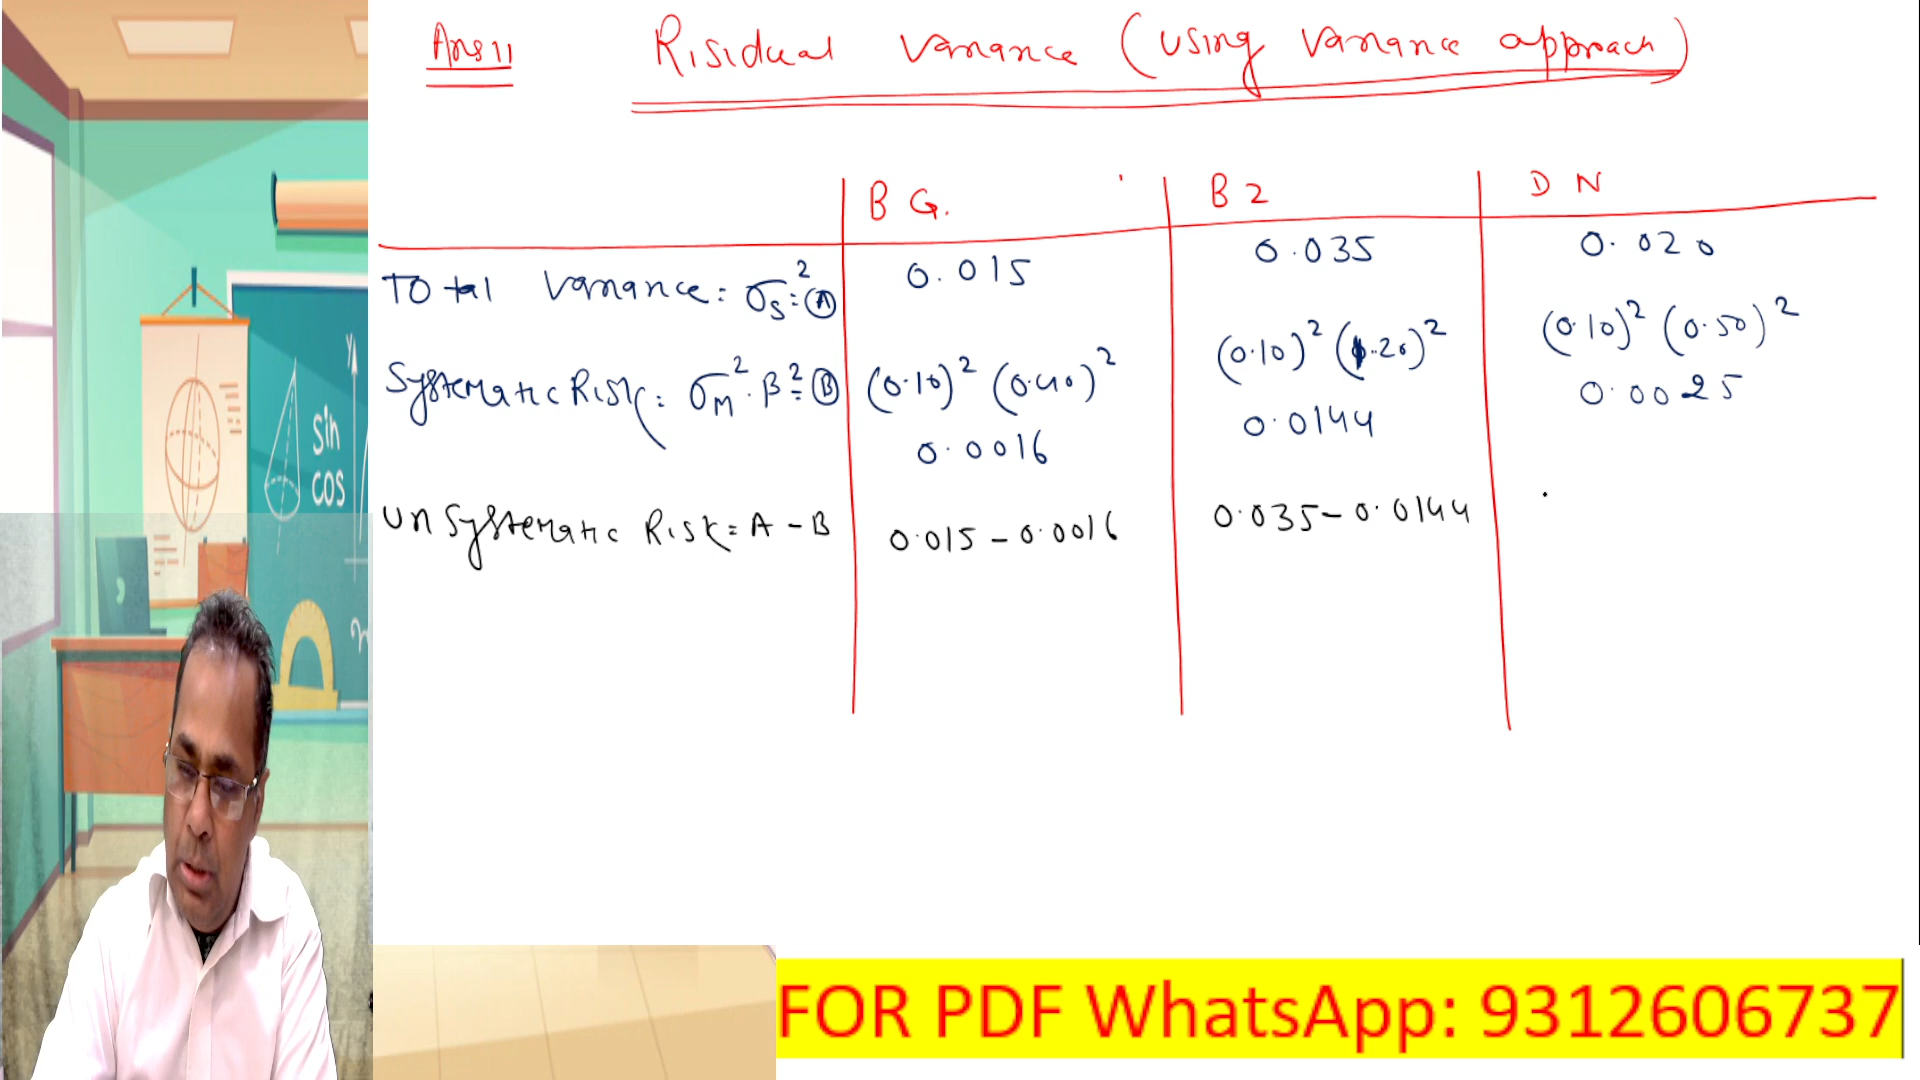 Ans 11 Risidual Variance (using variance approach)
BG. BZ DN
Total Variance = σs² = Ⓐ 0.015 0.035 0.020
Systematic Risk = σM² . β² = Ⓑ (0.10)² (0.40)² (0.10)² (1.20)² (0.10)² (0.50)²
0.0016 0.0144 0.0025
Unsystematic Risk = A - B 0.015 - 0.0016 0.035 - 0.0144
sin
cos
y
FOR PDF WhatsApp: 9312606737